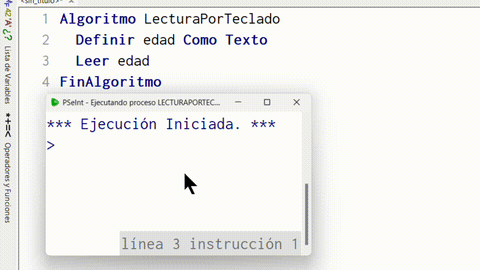 <sin_titulo>*
1 Algoritmo LecturaPorTeclado
2 Definir edad Como Texto
3 Leer edad
4 FinAlgoritmo
PSeInt - Ejecutando proceso LECTURAPORTEC...
*** Ejecución Iniciada. ***
>
línea 3 instrucción 1
Lista de Variables
*+=< Operadores y Funciones
42 'A' ¿?